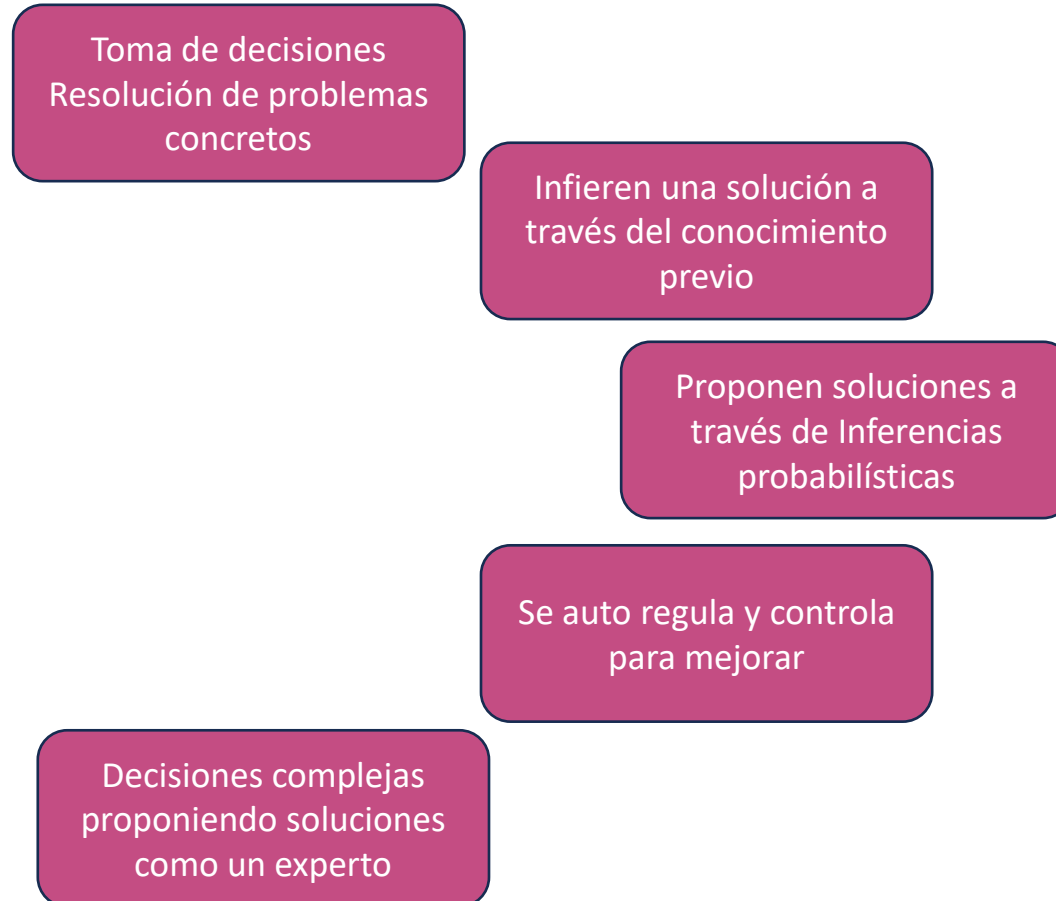 Toma de decisiones
Resolución de problemas
concretos
Infieren una solución a
través del conocimiento
previo
Proponen soluciones a
través de Inferencias
probabilísticas
Se auto regula y controla
para mejorar
Decisiones complejas
proponiendo soluciones
como un experto